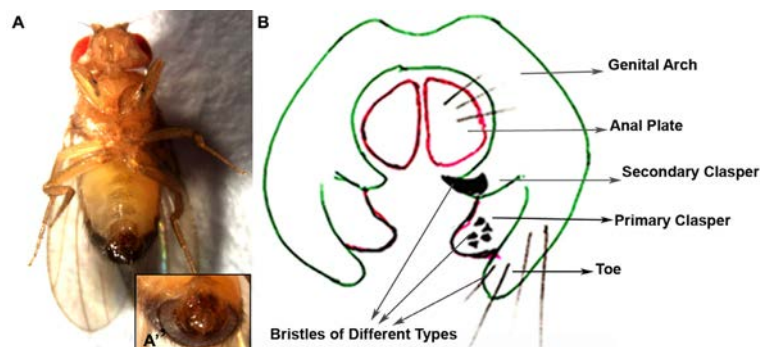 A
B
Genital Arch
Anal Plate
Secondary Clasper
Primary Clasper
Toe
Bristles of Different Types
A'